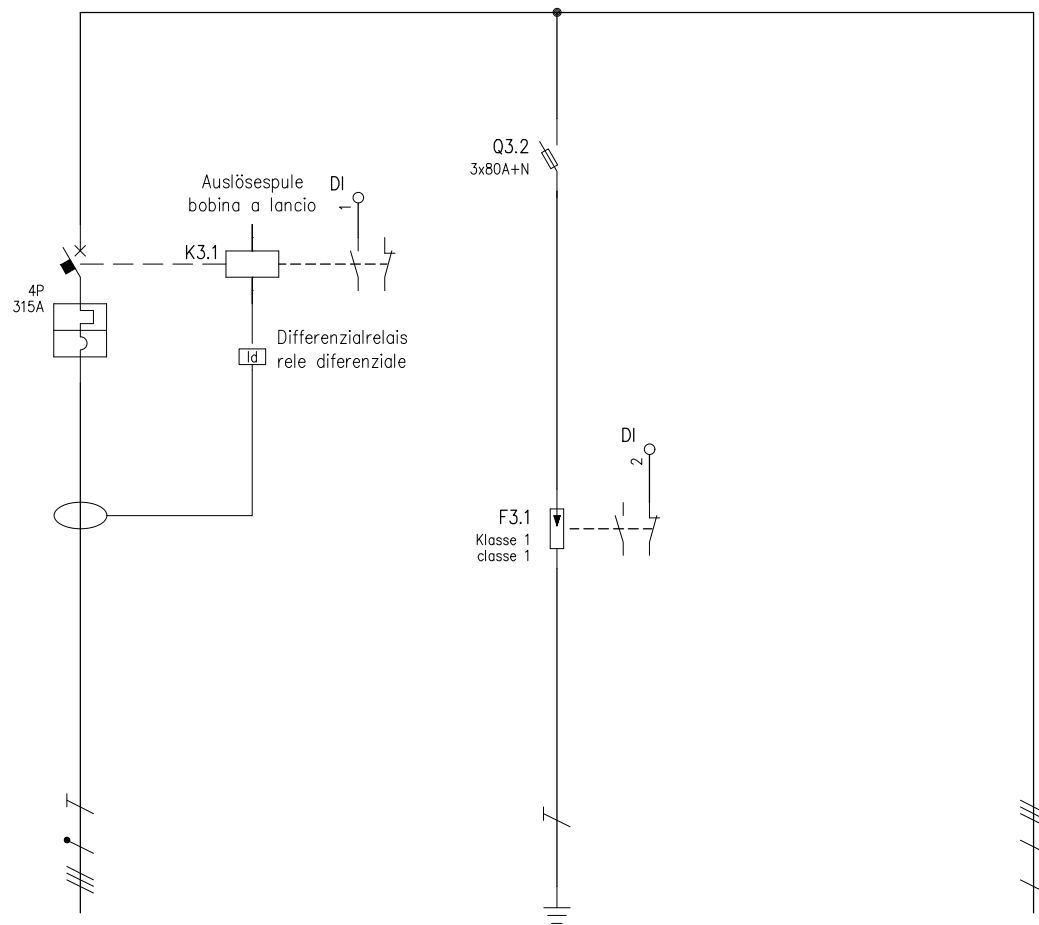 Q3.2
3x80A+N
Auslösespule
bobina a lancio
DI
1
K3.1
4P
315A
Differenzialrelais
rele diferenziale
Id
DI
2
F3.1
Klasse 1
classe 1